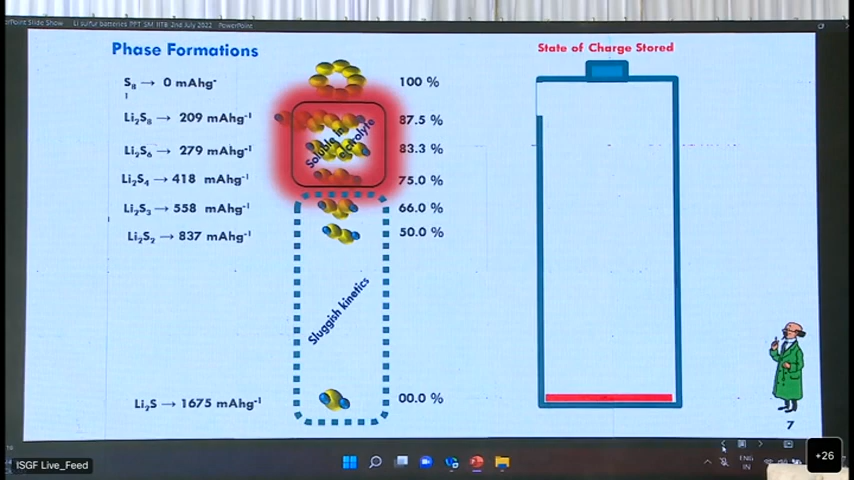 Li sulfur batteries PPT SM IITB 2nd July 2022 - PowerPoint
Phase Formations
State of Charge Stored
S₈ → 0 mAhg⁻
1
100 %
Li₂S₈ → 209 mAhg⁻¹
87.5 %
Li₂S₆ → 279 mAhg⁻¹
83.3 %
Soluble in
electrolyte
Li₂S₄ → 418 mAhg⁻¹
75.0 %
Li₂S₃ → 558 mAhg⁻¹
66.0 %
Li₂S₂ → 837 mAhg⁻¹
50.0 %
Sluggish kinetics
Li₂S → 1675 mAhg⁻¹
00.0 %
7
ISGF Live_Feed
ENG
IN
+26